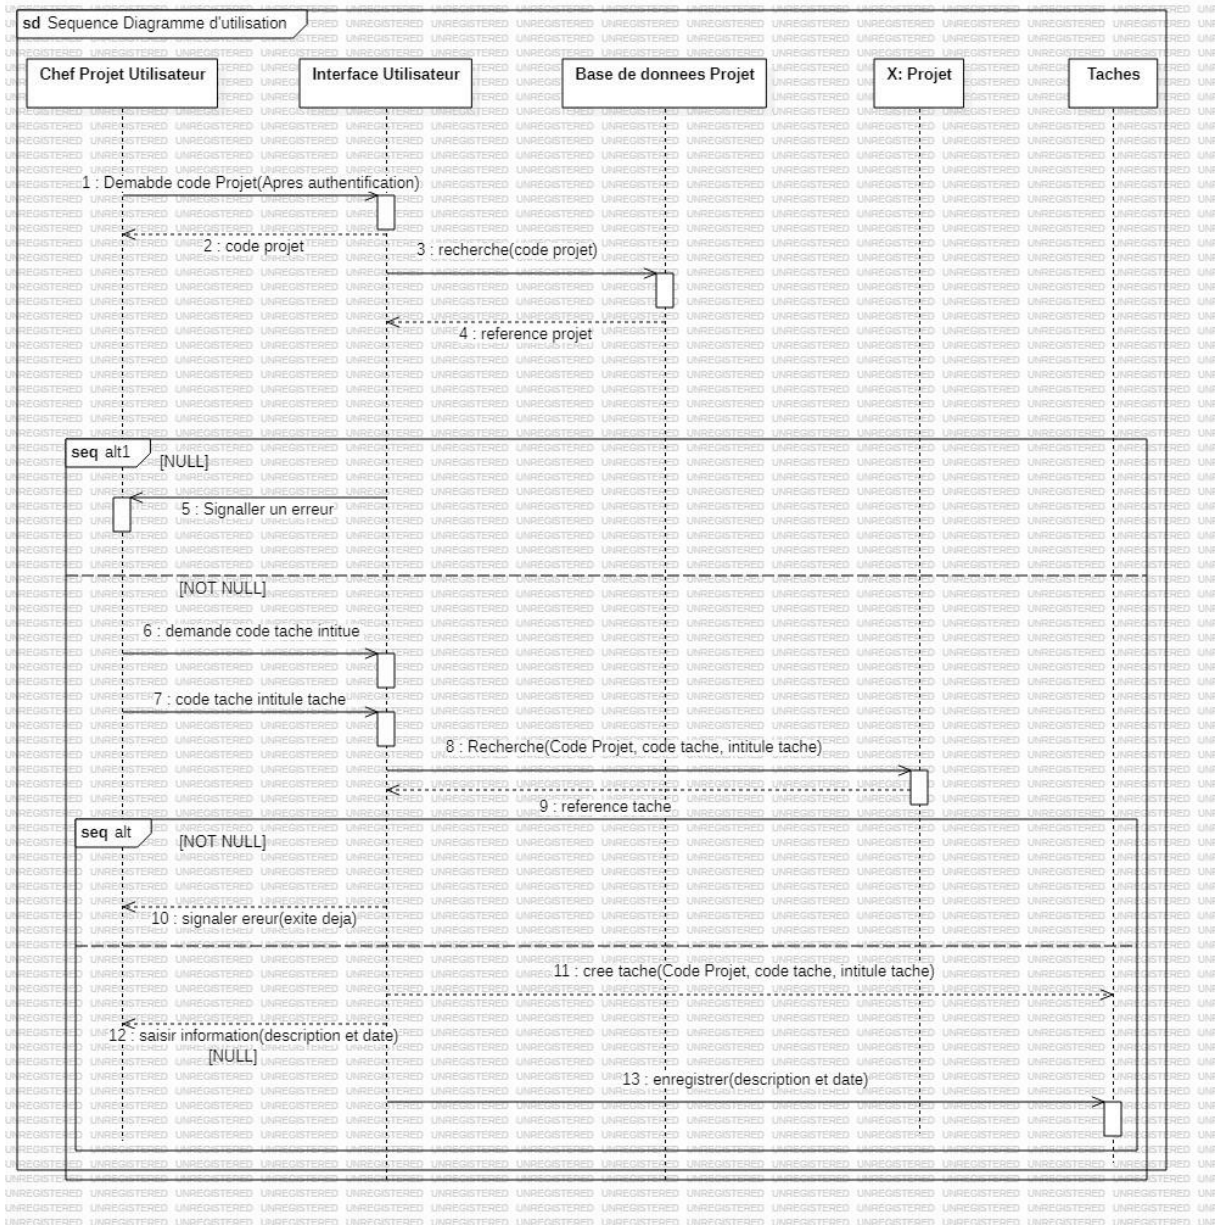 sd Sequence Diagramme d'utilisation
Chef Projet Utilisateur
Interface Utilisateur
Base de donnees Projet
X: Projet
Taches
1 : Demabde code Projet(Apres authentification)
2 : code projet
3 : recherche(code projet)
4 : reference projet
seq alt1
[NULL]
5 : Signaller un erreur
[NOT NULL]
6 : demande code tache intitue
7 : code tache intitule tache
8 : Recherche(Code Projet, code tache, intitule tache)
9 : reference tache
seq alt
[NOT NULL]
10 : signaler ereur(exite deja)
11 : cree tache(Code Projet, code tache, intitule tache)
12 : saisir information(description et date)
[NULL]
13 : enregistrer(description et date)
UNREGISTERED